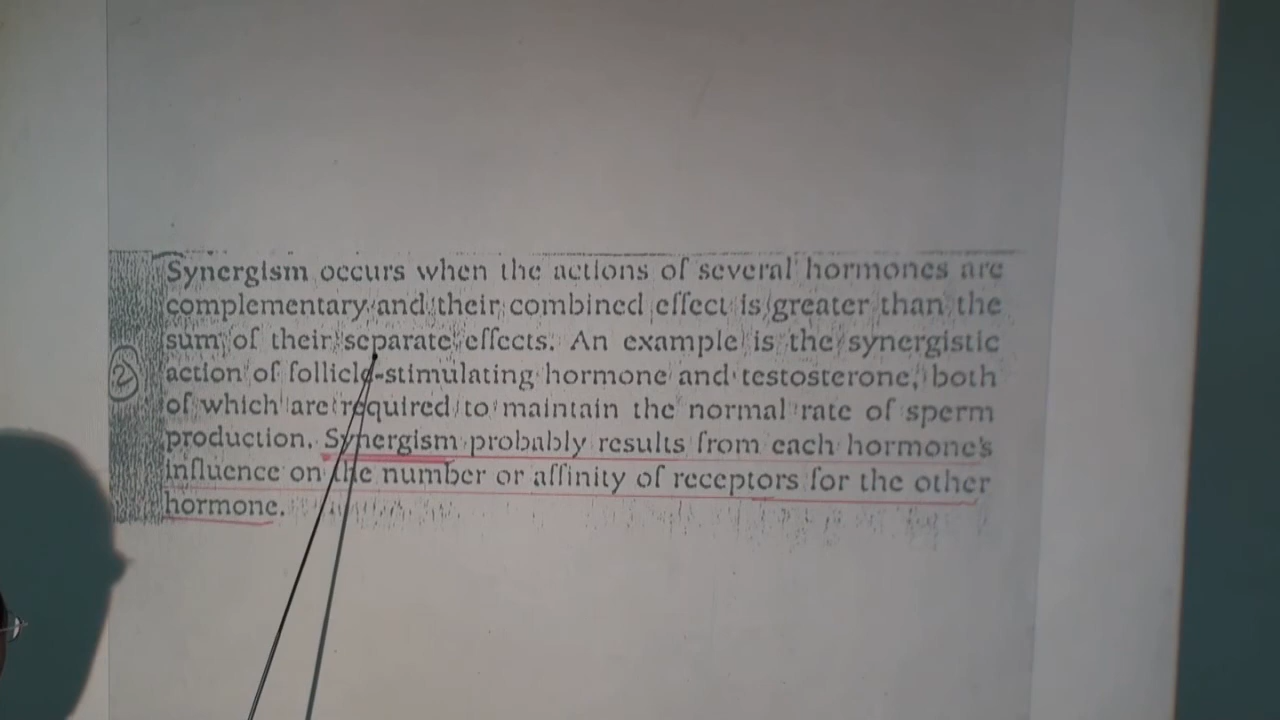 Synergism occurs when the actions of several hormones are
complementary, and their combined effect is greater than the
sum of their separate effects. An example is the synergistic
2 action of follicle-stimulating hormone and testosterone, both
of which are required to maintain the normal rate of sperm
production. Synergism probably results from each hormone's
influence on the number or affinity of receptors for the other
hormone.